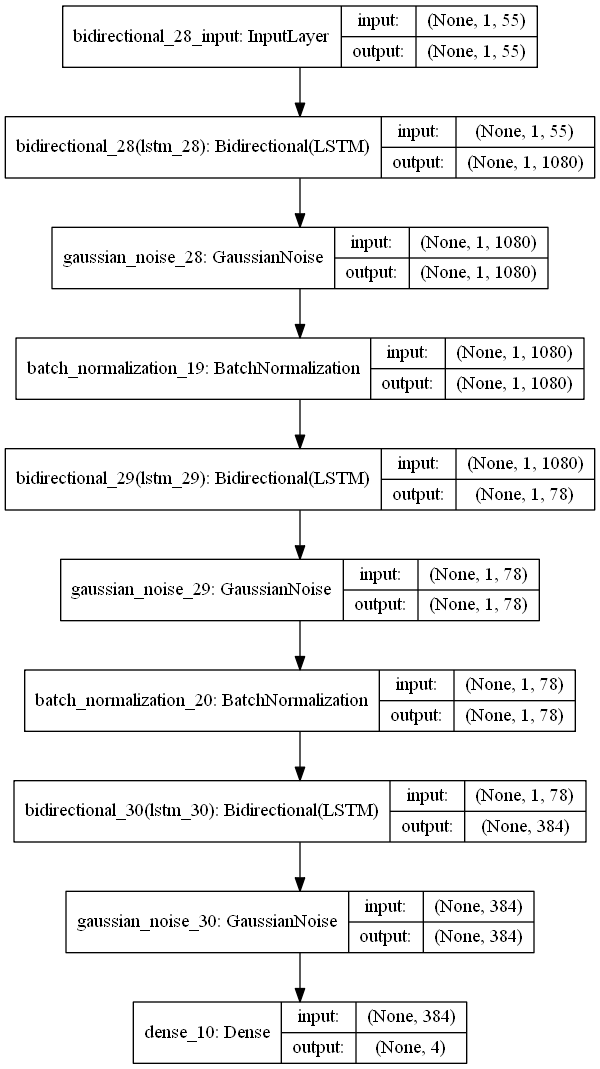 bidirectional_28_input: InputLayer input: (None, 1, 55)
output: (None, 1, 55)
bidirectional_28(lstm_28): Bidirectional(LSTM) input: (None, 1, 55)
output: (None, 1, 1080)
gaussian_noise_28: GaussianNoise input: (None, 1, 1080)
output: (None, 1, 1080)
batch_normalization_19: BatchNormalization input: (None, 1, 1080)
output: (None, 1, 1080)
bidirectional_29(lstm_29): Bidirectional(LSTM) input: (None, 1, 1080)
output: (None, 1, 78)
gaussian_noise_29: GaussianNoise input: (None, 1, 78)
output: (None, 1, 78)
batch_normalization_20: BatchNormalization input: (None, 1, 78)
output: (None, 1, 78)
bidirectional_30(lstm_30): Bidirectional(LSTM) input: (None, 1, 78)
output: (None, 384)
gaussian_noise_30: GaussianNoise input: (None, 384)
output: (None, 384)
dense_10: Dense input: (None, 384)
output: (None, 4)